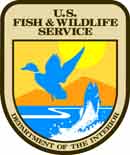 U.S.
FISH & WILDLIFE
SERVICE
DEPARTMENT OF THE INTERIOR